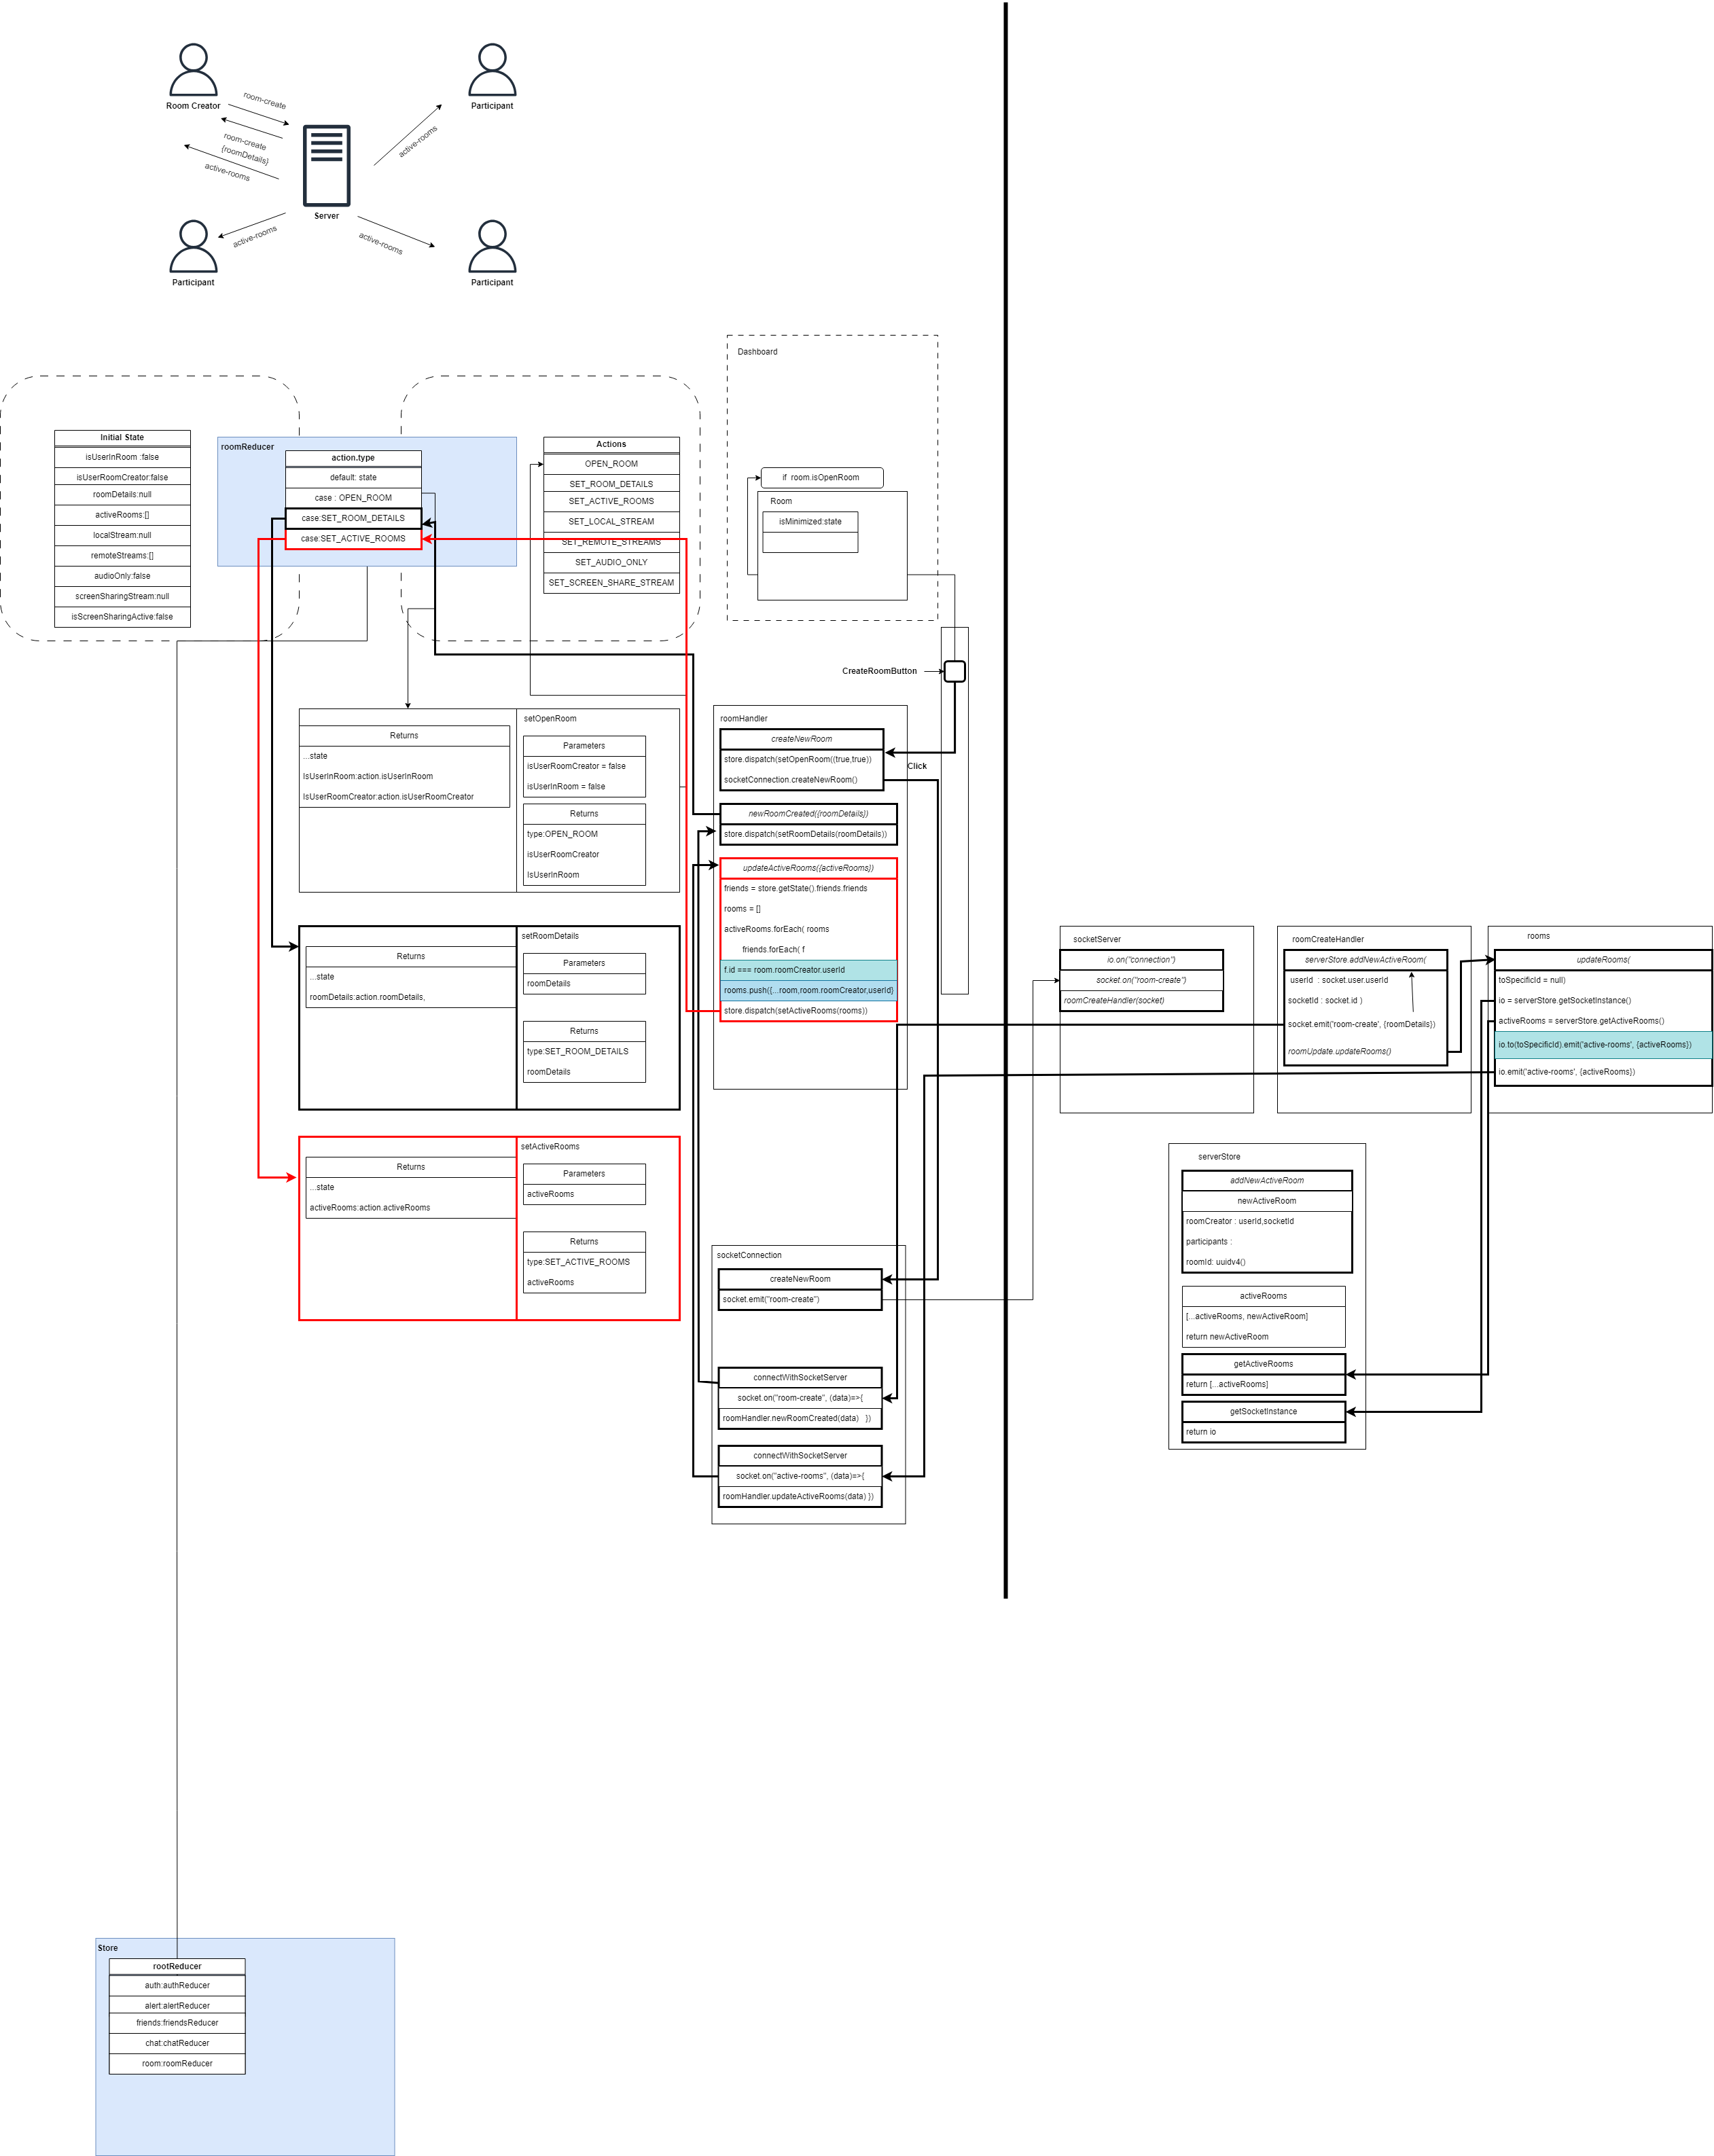 Room Creator
Participant
room-create
room-create
{roomDetails}
active-rooms
active-rooms
Server
active-rooms
active-rooms
Participant
Participant
Dashboard
if  room.isOpenRoom
Room
isMinimized:state
Initial State
isUserInRoom :false
isUserRoomCreator:false
roomDetails:null
activeRooms:[]
localStream:null
remoteStreams:[]
audioOnly:false
screenSharingStream:null
isScreenSharingActive:false
roomReducer
action.type
default: state
case : OPEN_ROOM
case:SET_ROOM_DETAILS
case:SET_ACTIVE_ROOMS
Actions
OPEN_ROOM
SET_ROOM_DETAILS
SET_ACTIVE_ROOMS
SET_LOCAL_STREAM
SET_REMOTE_STREAMS
SET_AUDIO_ONLY
SET_SCREEN_SHARE_STREAM
CreateRoomButton
Click
Returns
...state
IsUserInRoom:action.isUserInRoom
IsUserRoomCreator:action.isUserRoomCreator
setOpenRoom
Parameters
isUserRoomCreator = false
isUserInRoom = false
Returns
type:OPEN_ROOM
isUserRoomCreator
IsUserInRoom
Returns
...state
roomDetails:action.roomDetails,
setRoomDetails
Parameters
roomDetails
Returns
type:SET_ROOM_DETAILS
roomDetails
Returns
...state
activeRooms:action.activeRooms
setActiveRooms
Parameters
activeRooms
Returns
type:SET_ACTIVE_ROOMS
activeRooms
roomHandler
createNewRoom
store.dispatch(setOpenRoom((true,true))
socketConnection.createNewRoom()
newRoomCreated({roomDetails})
store.dispatch(setRoomDetails(roomDetails))
updateActiveRooms({activeRooms})
friends = store.getState().friends.friends
rooms = []
activeRooms.forEach( rooms
friends.forEach( f
f.id === room.roomCreator.userId
rooms.push({...room,room.roomCreator,userId}
store.dispatch(setActiveRooms(rooms))
socketConnection
createNewRoom
socket.emit("room-create")
connectWithSocketServer
socket.on("room-create", (data)=>{
roomHandler.newRoomCreated(data)   })
connectWithSocketServer
socket.on("active-rooms", (data)=>{
roomHandler.updateActiveRooms(data) })
socketServer
io.on("connection")
socket.on("room-create")
roomCreateHandler(socket)
roomCreateHandler
serverStore.addNewActiveRoom(
userId  : socket.user.userId
socketId : socket.id )
socket.emit('room-create', {roomDetails})
roomUpdate.updateRooms()
rooms
updateRooms(
toSpecificId = null)
io = serverStore.getSocketInstance()
activeRooms = serverStore.getActiveRooms()
io.to(toSpecificId).emit('active-rooms', {activeRooms})
io.emit('active-rooms', {activeRooms})
serverStore
addNewActiveRoom
newActiveRoom
roomCreator : userId,socketId
participants :
roomId: uuidv4()
activeRooms
[...activeRooms, newActiveRoom]
return newActiveRoom
getActiveRooms
return [...activeRooms]
getSocketInstance
return io
Store
rootReducer
auth:authReducer
alert:alertReducer
friends:friendsReducer
chat:chatReducer
room:roomReducer